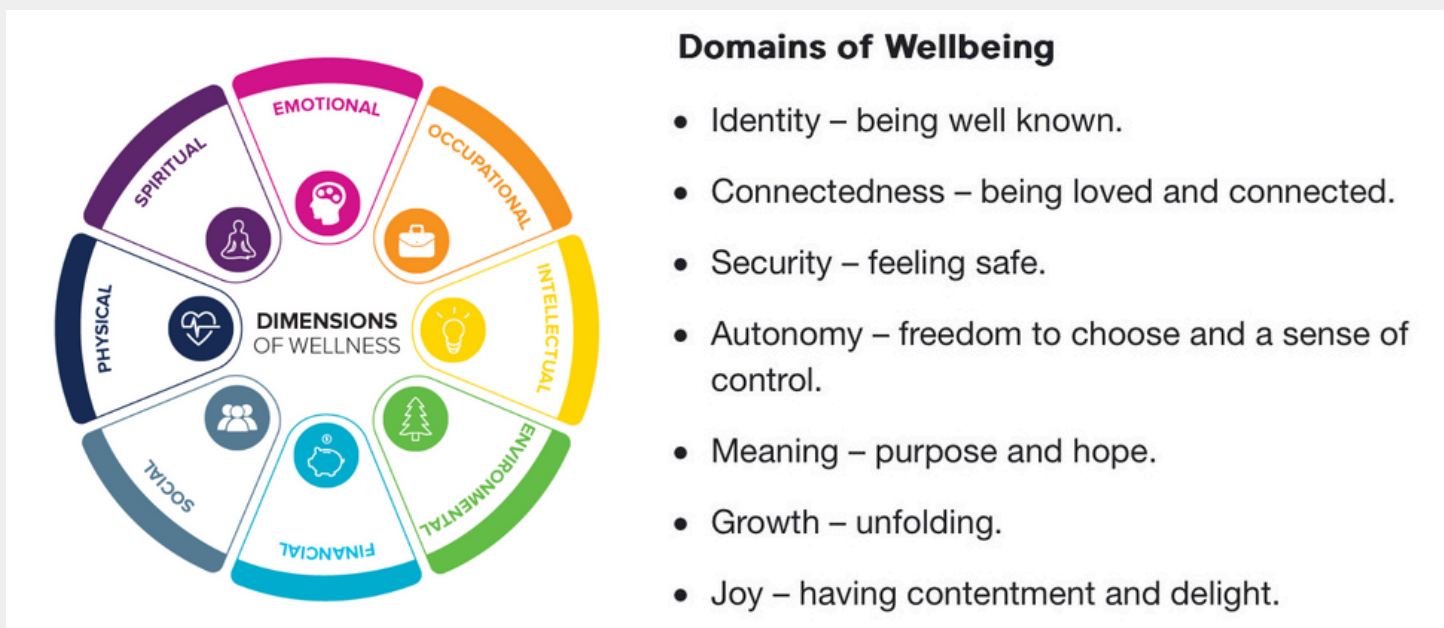 EMOTIONAL
OCCUPATIONAL
INTELLECTUAL
ENVIRONMENTAL
FINANCIAL
SOCIAL
PHYSICAL
SPIRITUAL
DIMENSIONS
OF WELLNESS
Domains of Wellbeing
• Identity – being well known.
• Connectedness – being loved and connected.
• Security – feeling safe.
• Autonomy – freedom to choose and a sense of
control.
• Meaning – purpose and hope.
• Growth – unfolding.
• Joy – having contentment and delight.